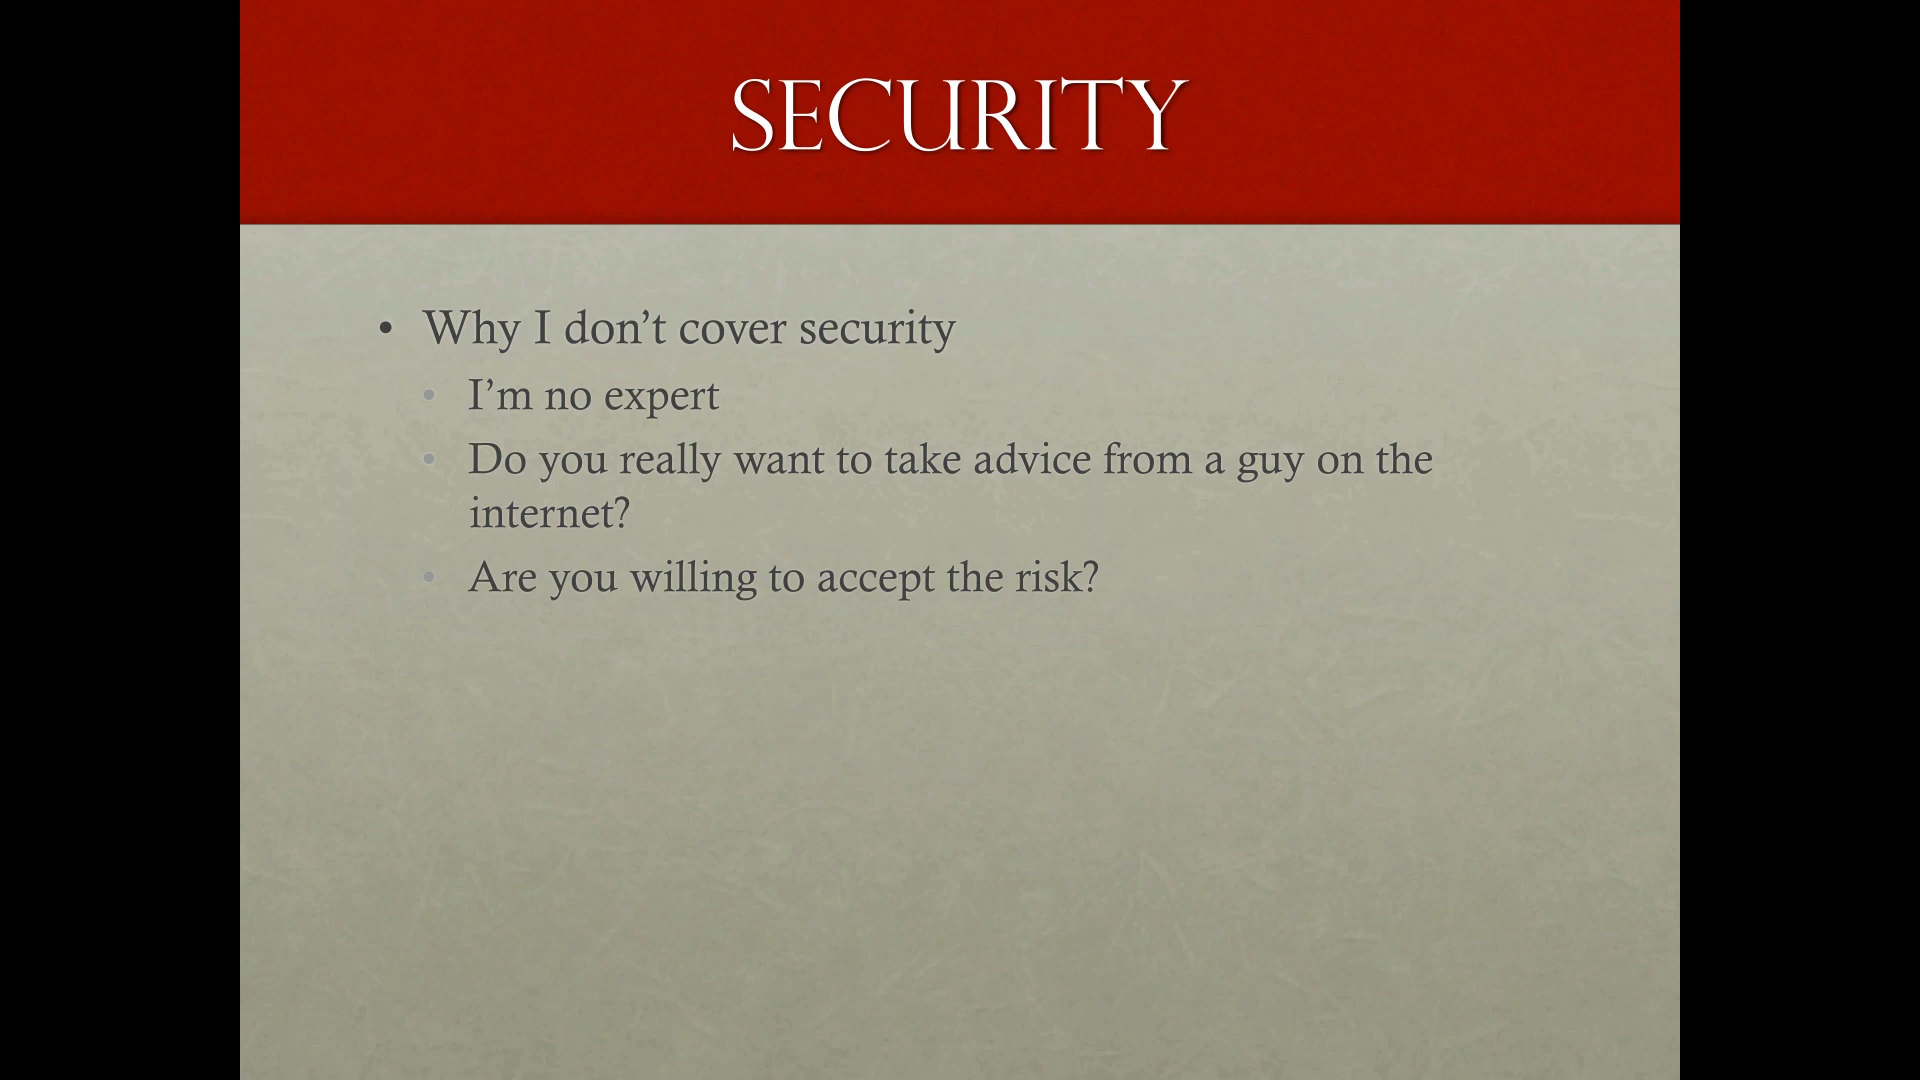 SECURITY
• Why I don’t cover security
• I’m no expert
• Do you really want to take advice from a guy on the
internet?
• Are you willing to accept the risk?